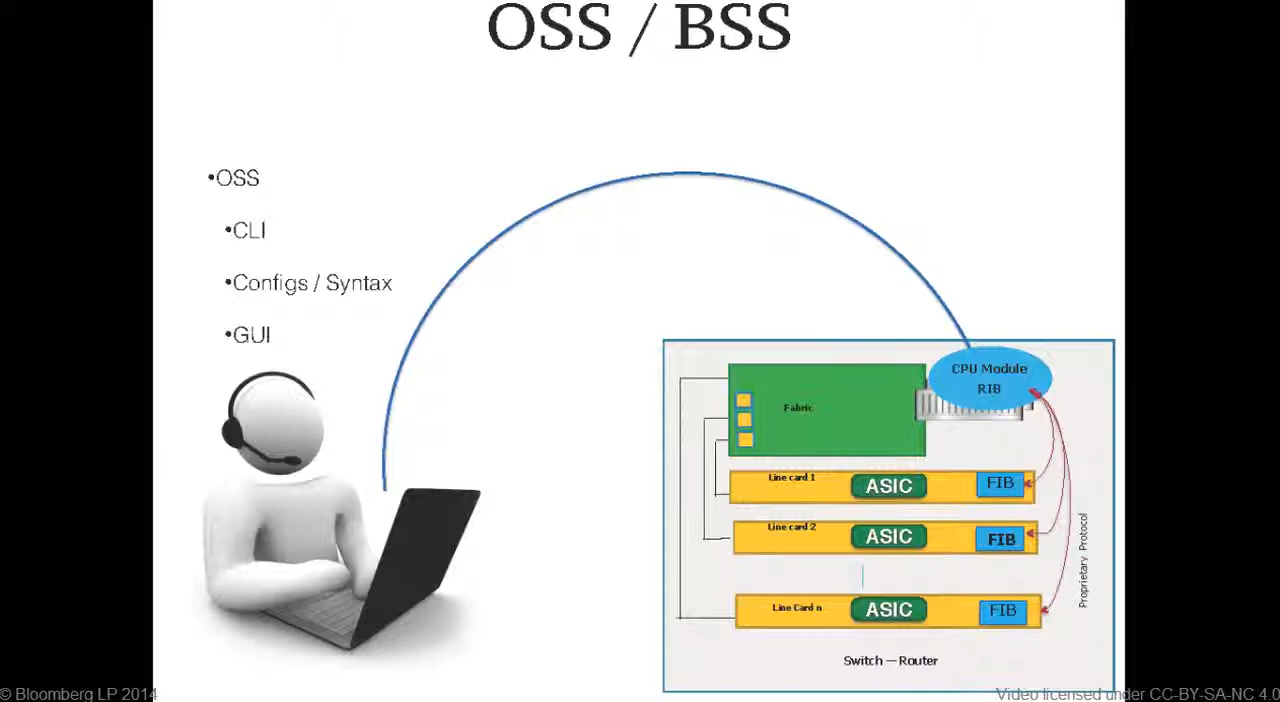 OSS / BSS
•OSS
•CLI
•Configs / Syntax
•GUI
CPU Module
RIB
Fabric
Line card 1
ASIC
FIB
Line card 2
ASIC
FIB
Line Card n
ASIC
FIB
Proprietary Protocol
Switch — Router
© Bloomberg LP 2014
Video licensed under CC-BY-SA-NC 4.0